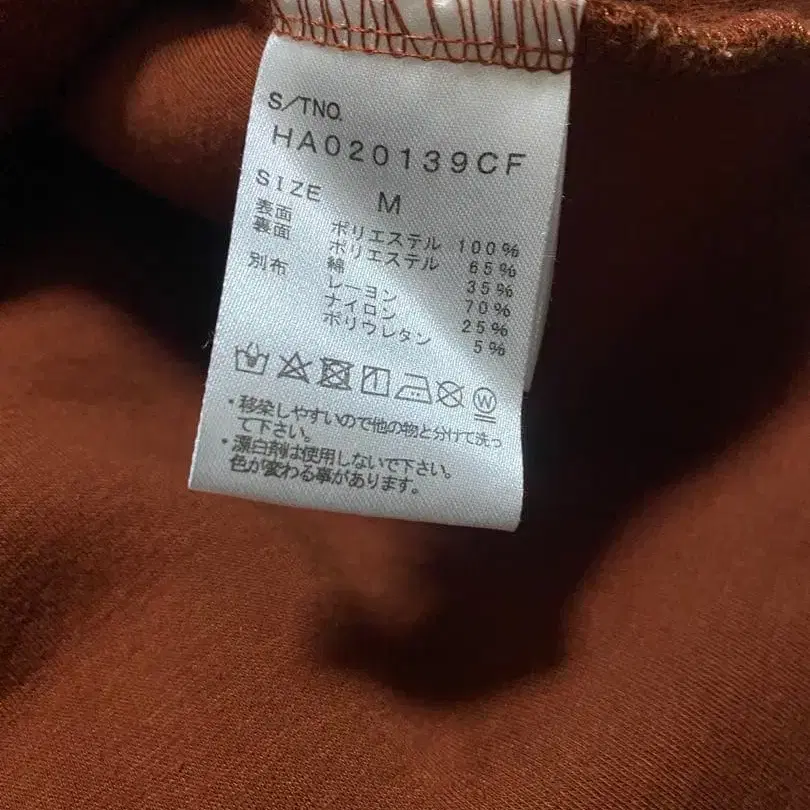 S/TNO.
HA020139CF
SIZE M
表面 ポリエステル 100%
裏面 ポリエステル 65%
綿 35%
別布 レーヨン 70%
ナイロン 25%
ポリウレタン 5%
W
・移染しやすいので他の物と分けて洗っ
て下さい。
・漂白剤は使用しないで下さい。
色が変わる事があります。